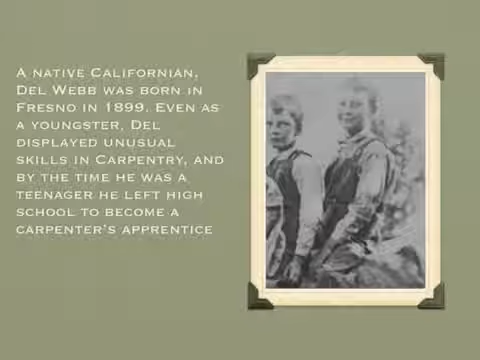 A native Californian,
Del Webb was born in
Fresno in 1899. Even as
a youngster, Del
displayed unusual
skills in Carpentry, and
by the time he was a
teenager he left high
school to become a
carpenter's apprentice